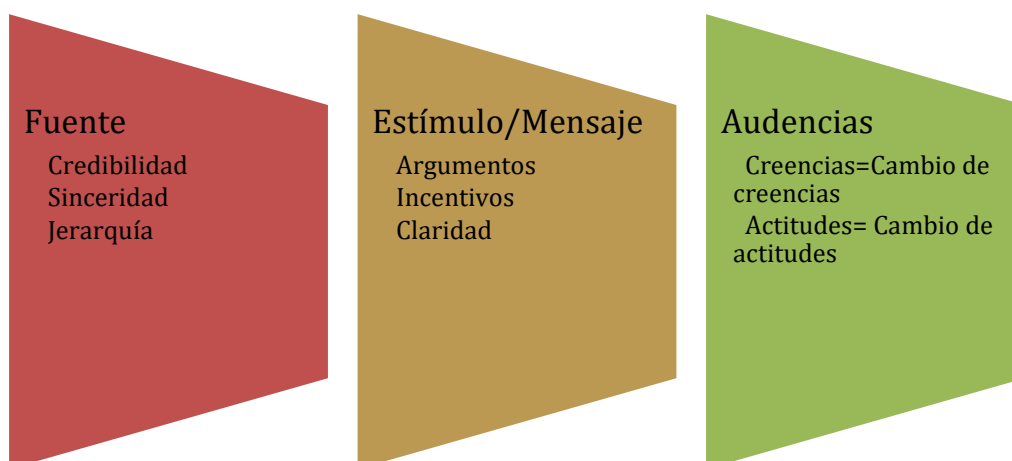 Fuente
Credibilidad
Sinceridad
Jerarquía
Estímulo/Mensaje
Argumentos
Incentivos
Claridad
Audencias
Creencias=Cambio de
creencias
Actitudes= Cambio de
actitudes